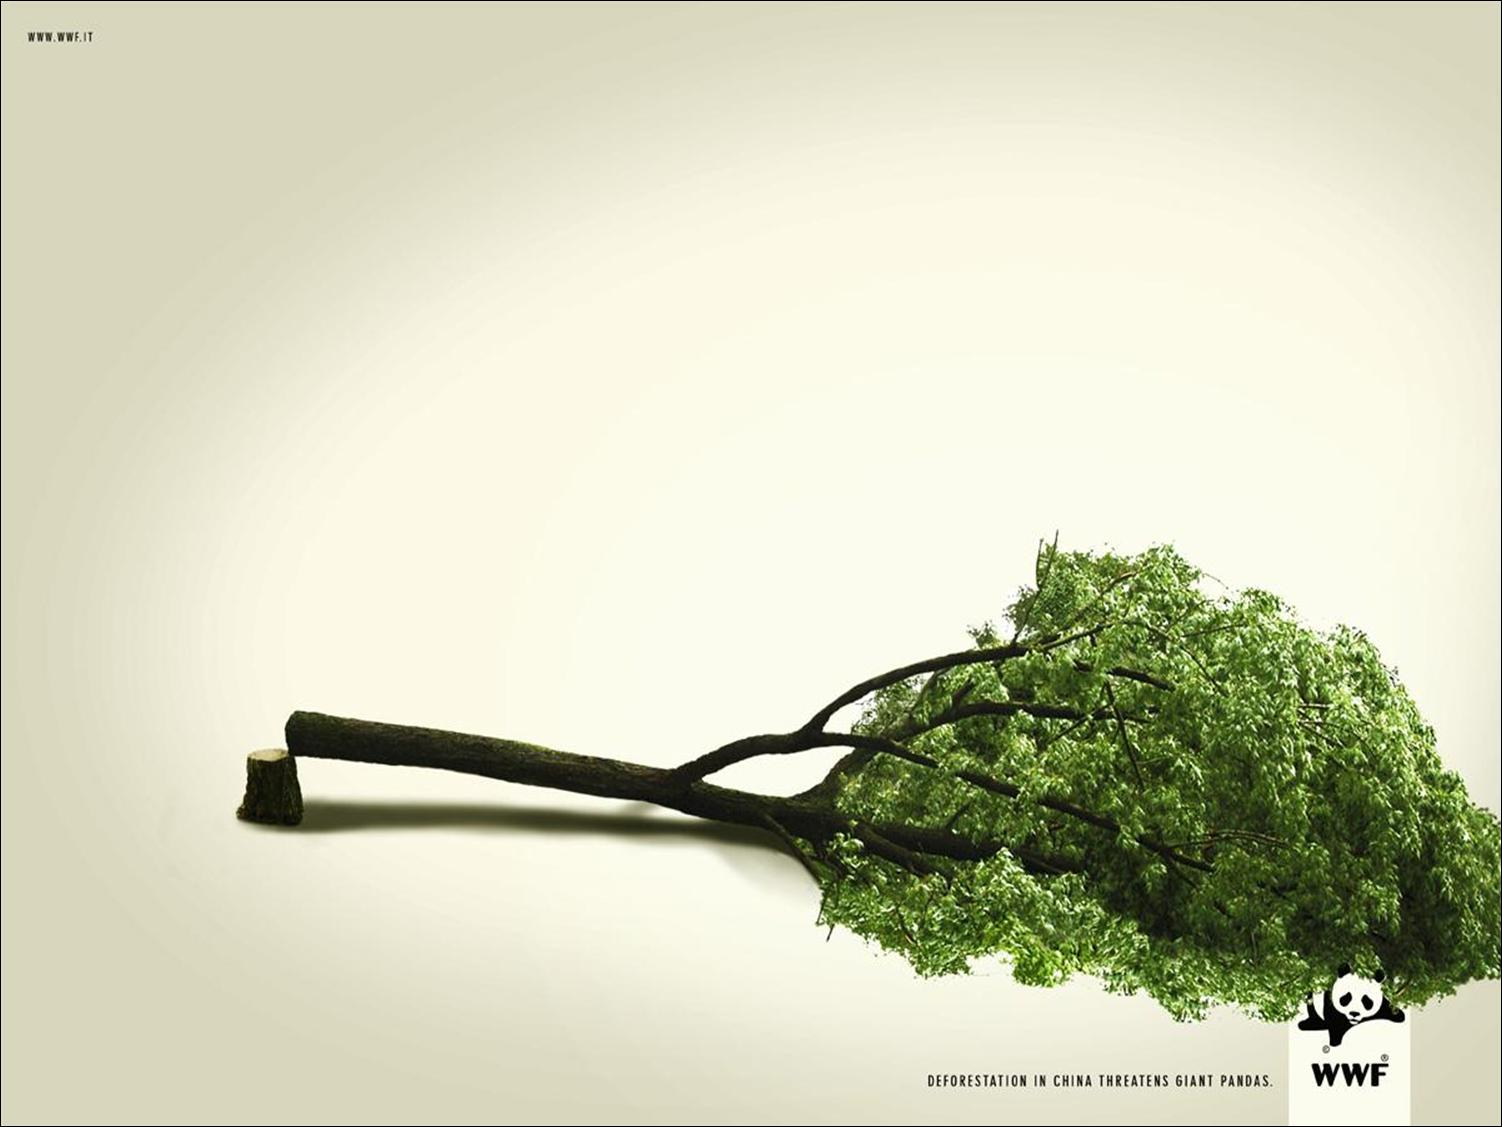 WWW.WWF.IT
DEFORESTATION IN CHINA THREATENS GIANT PANDAS.
© ®
WWF